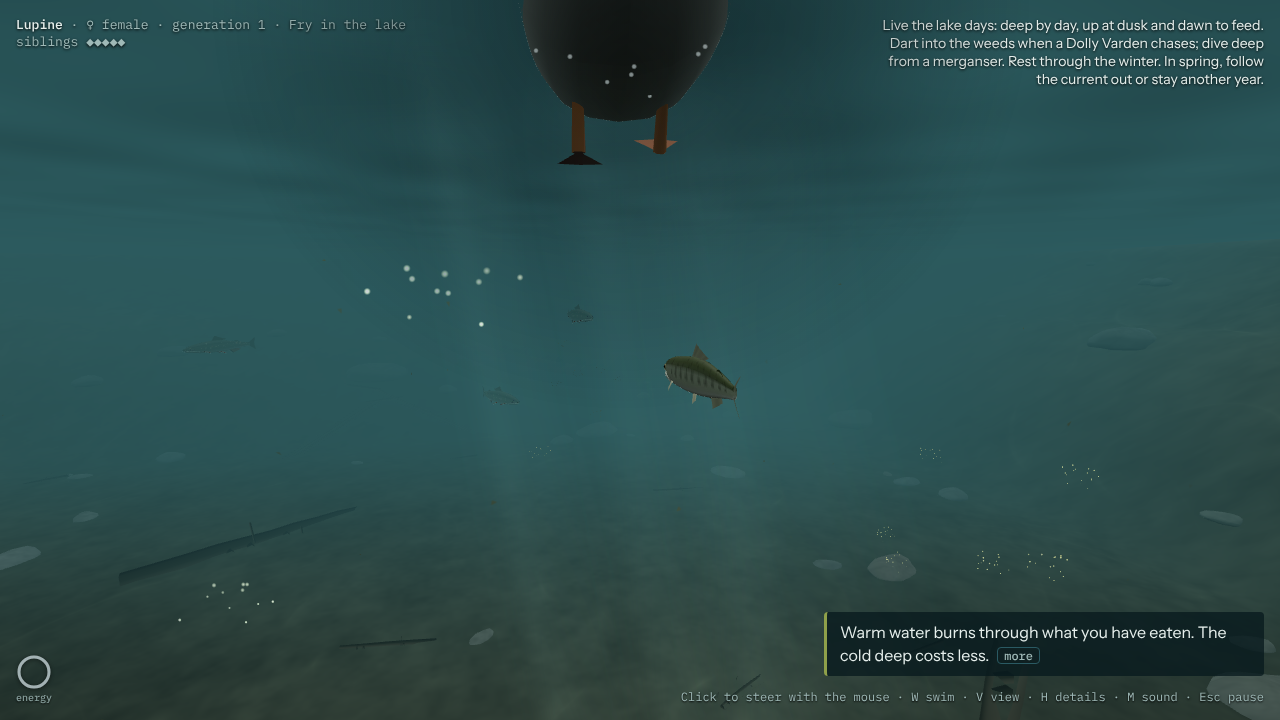 Lupine · ♀ female · generation 1 · Fry in the lake
siblings ◆◆◆◆◆
Live the lake days: deep by day, up at dusk and dawn to feed.
Dart into the weeds when a Dolly Varden chases; dive deep
from a merganser. Rest through the winter. In spring, follow
the current out or stay another year.
Warm water burns through what you have eaten. The
cold deep costs less. more
energy
Click to steer with the mouse · W swim · V view · H details · M sound · Esc pause